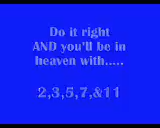 Do it right
AND you'll be in
heaven with.....
2,3,5,7,&11